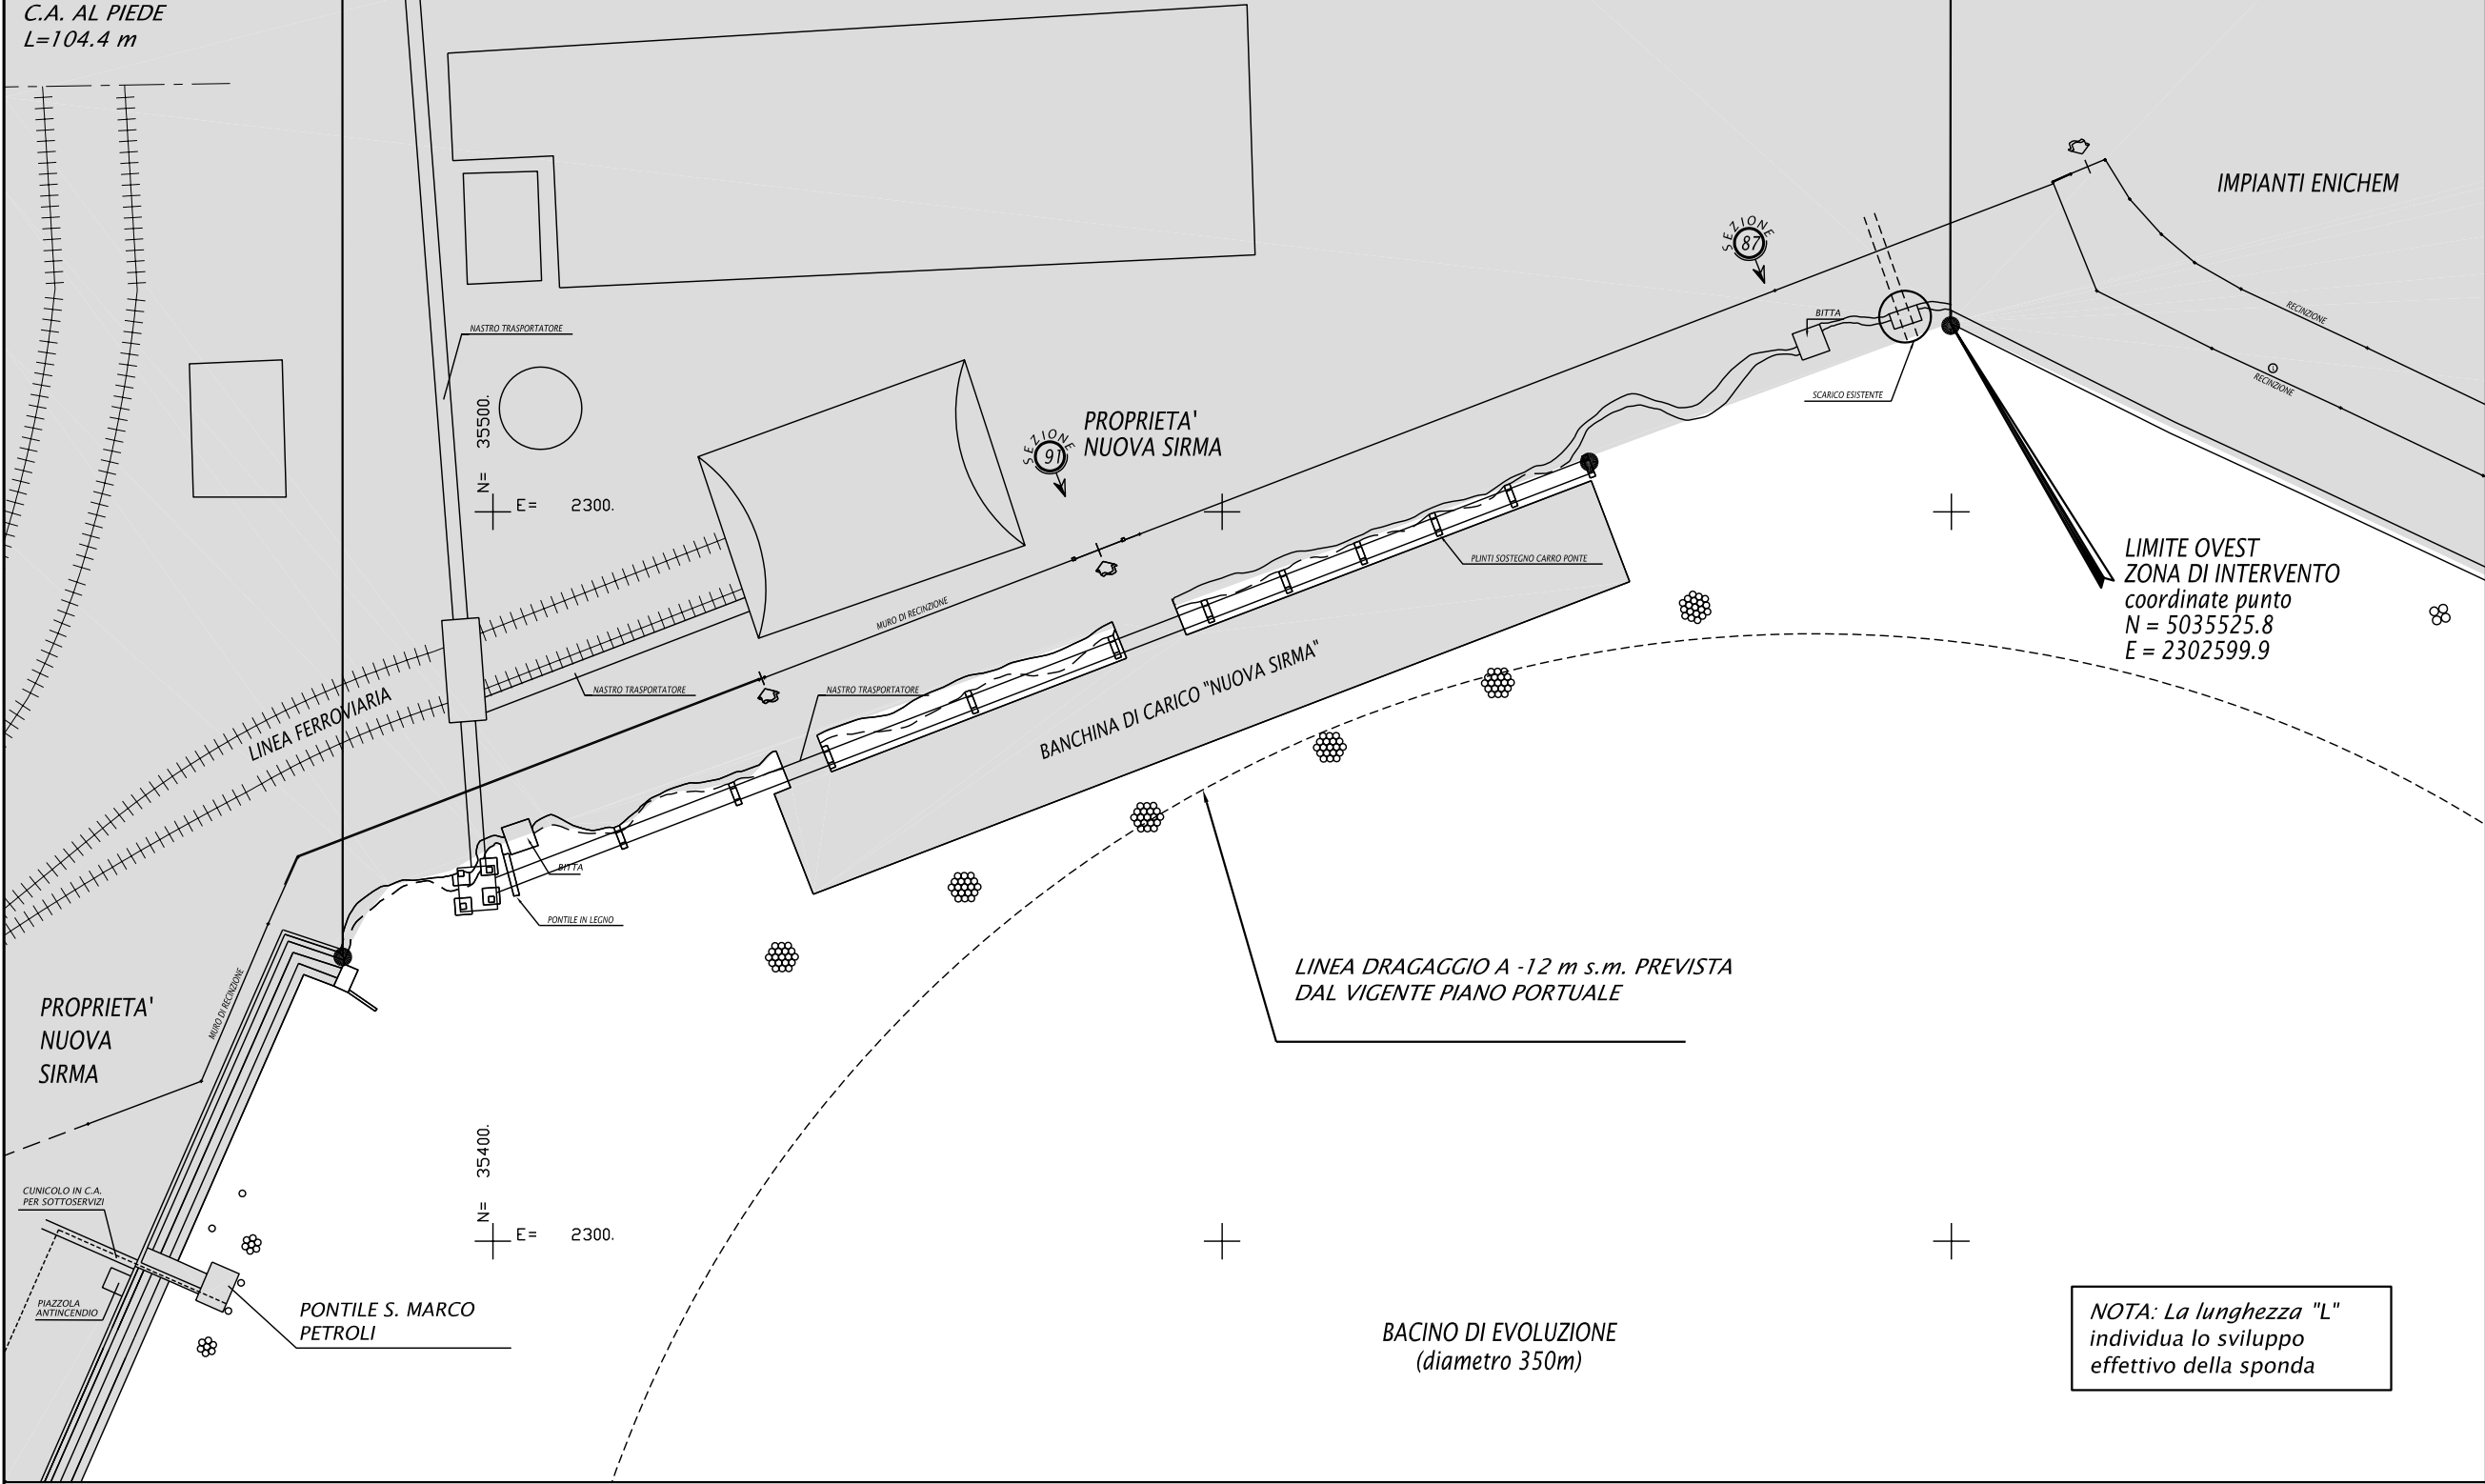 C.A. AL PIEDE
L=104.4 m
IMPIANTI ENICHEM
SEZIONE
87
BITTA
RECINZIONE
RECINZIONE
SCARICO ESISTENTE
NASTRO TRASPORTATORE
N= 35500.
E= 2300.
SEZIONE
91
PROPRIETA'
NUOVA SIRMA
PLINTI SOSTEGNO CARRO PONTE
LIMITE OVEST
ZONA DI INTERVENTO
coordinate punto
N = 5035525.8
E = 2302599.9
MURO DI RECINZIONE
NASTRO TRASPORTATORE
NASTRO TRASPORTATORE
LINEA FERROVIARIA
BANCHINA DI CARICO "NUOVA SIRMA"
BITTA
PONTILE IN LEGNO
LINEA DRAGAGGIO A -12 m s.m. PREVISTA
DAL VIGENTE PIANO PORTUALE
MURO DI RECINZIONE
PROPRIETA'
NUOVA
SIRMA
N= 35400.
E= 2300.
CUNICOLO IN C.A.
PER SOTTOSERVIZI
PIAZZOLA
ANTINCENDIO
PONTILE S. MARCO
PETROLI
BACINO DI EVOLUZIONE
(diametro 350m)
NOTA: La lunghezza "L"
individua lo sviluppo
effettivo della sponda